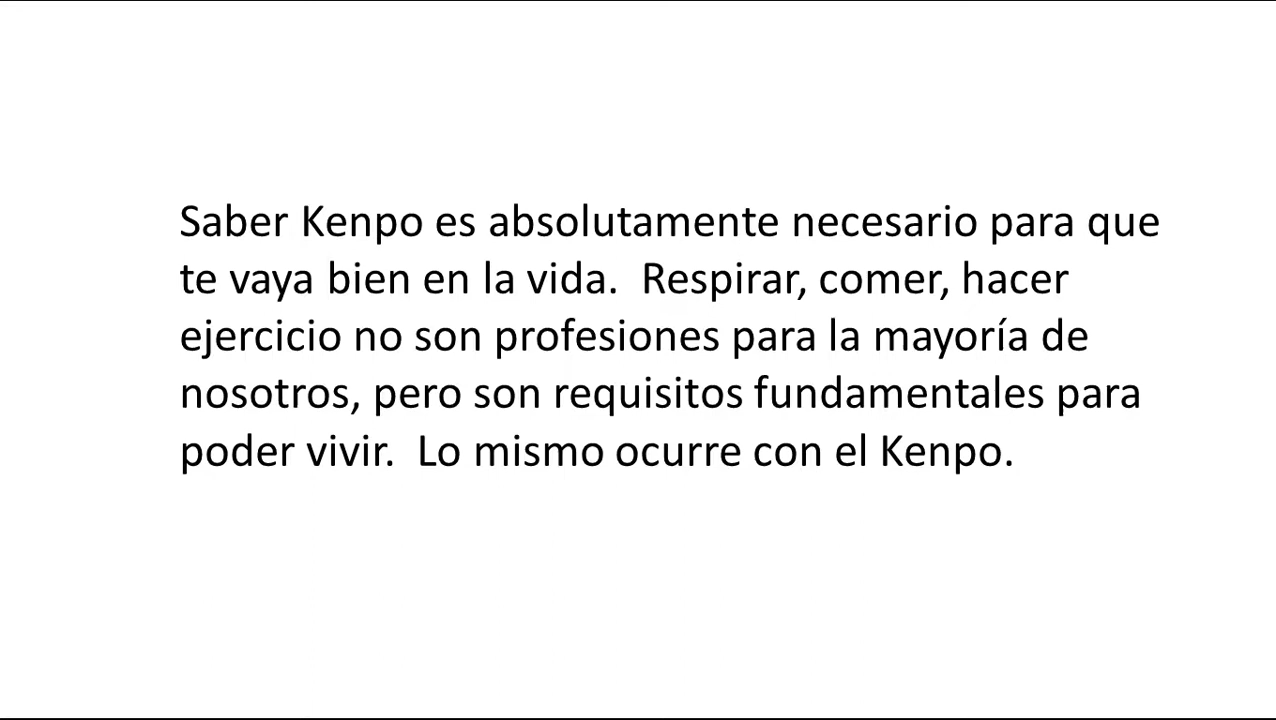 Saber Kenpo es absolutamente necesario para que
te vaya bien en la vida.  Respirar, comer, hacer
ejercicio no son profesiones para la mayoría de
nosotros, pero son requisitos fundamentales para
poder vivir.  Lo mismo ocurre con el Kenpo.